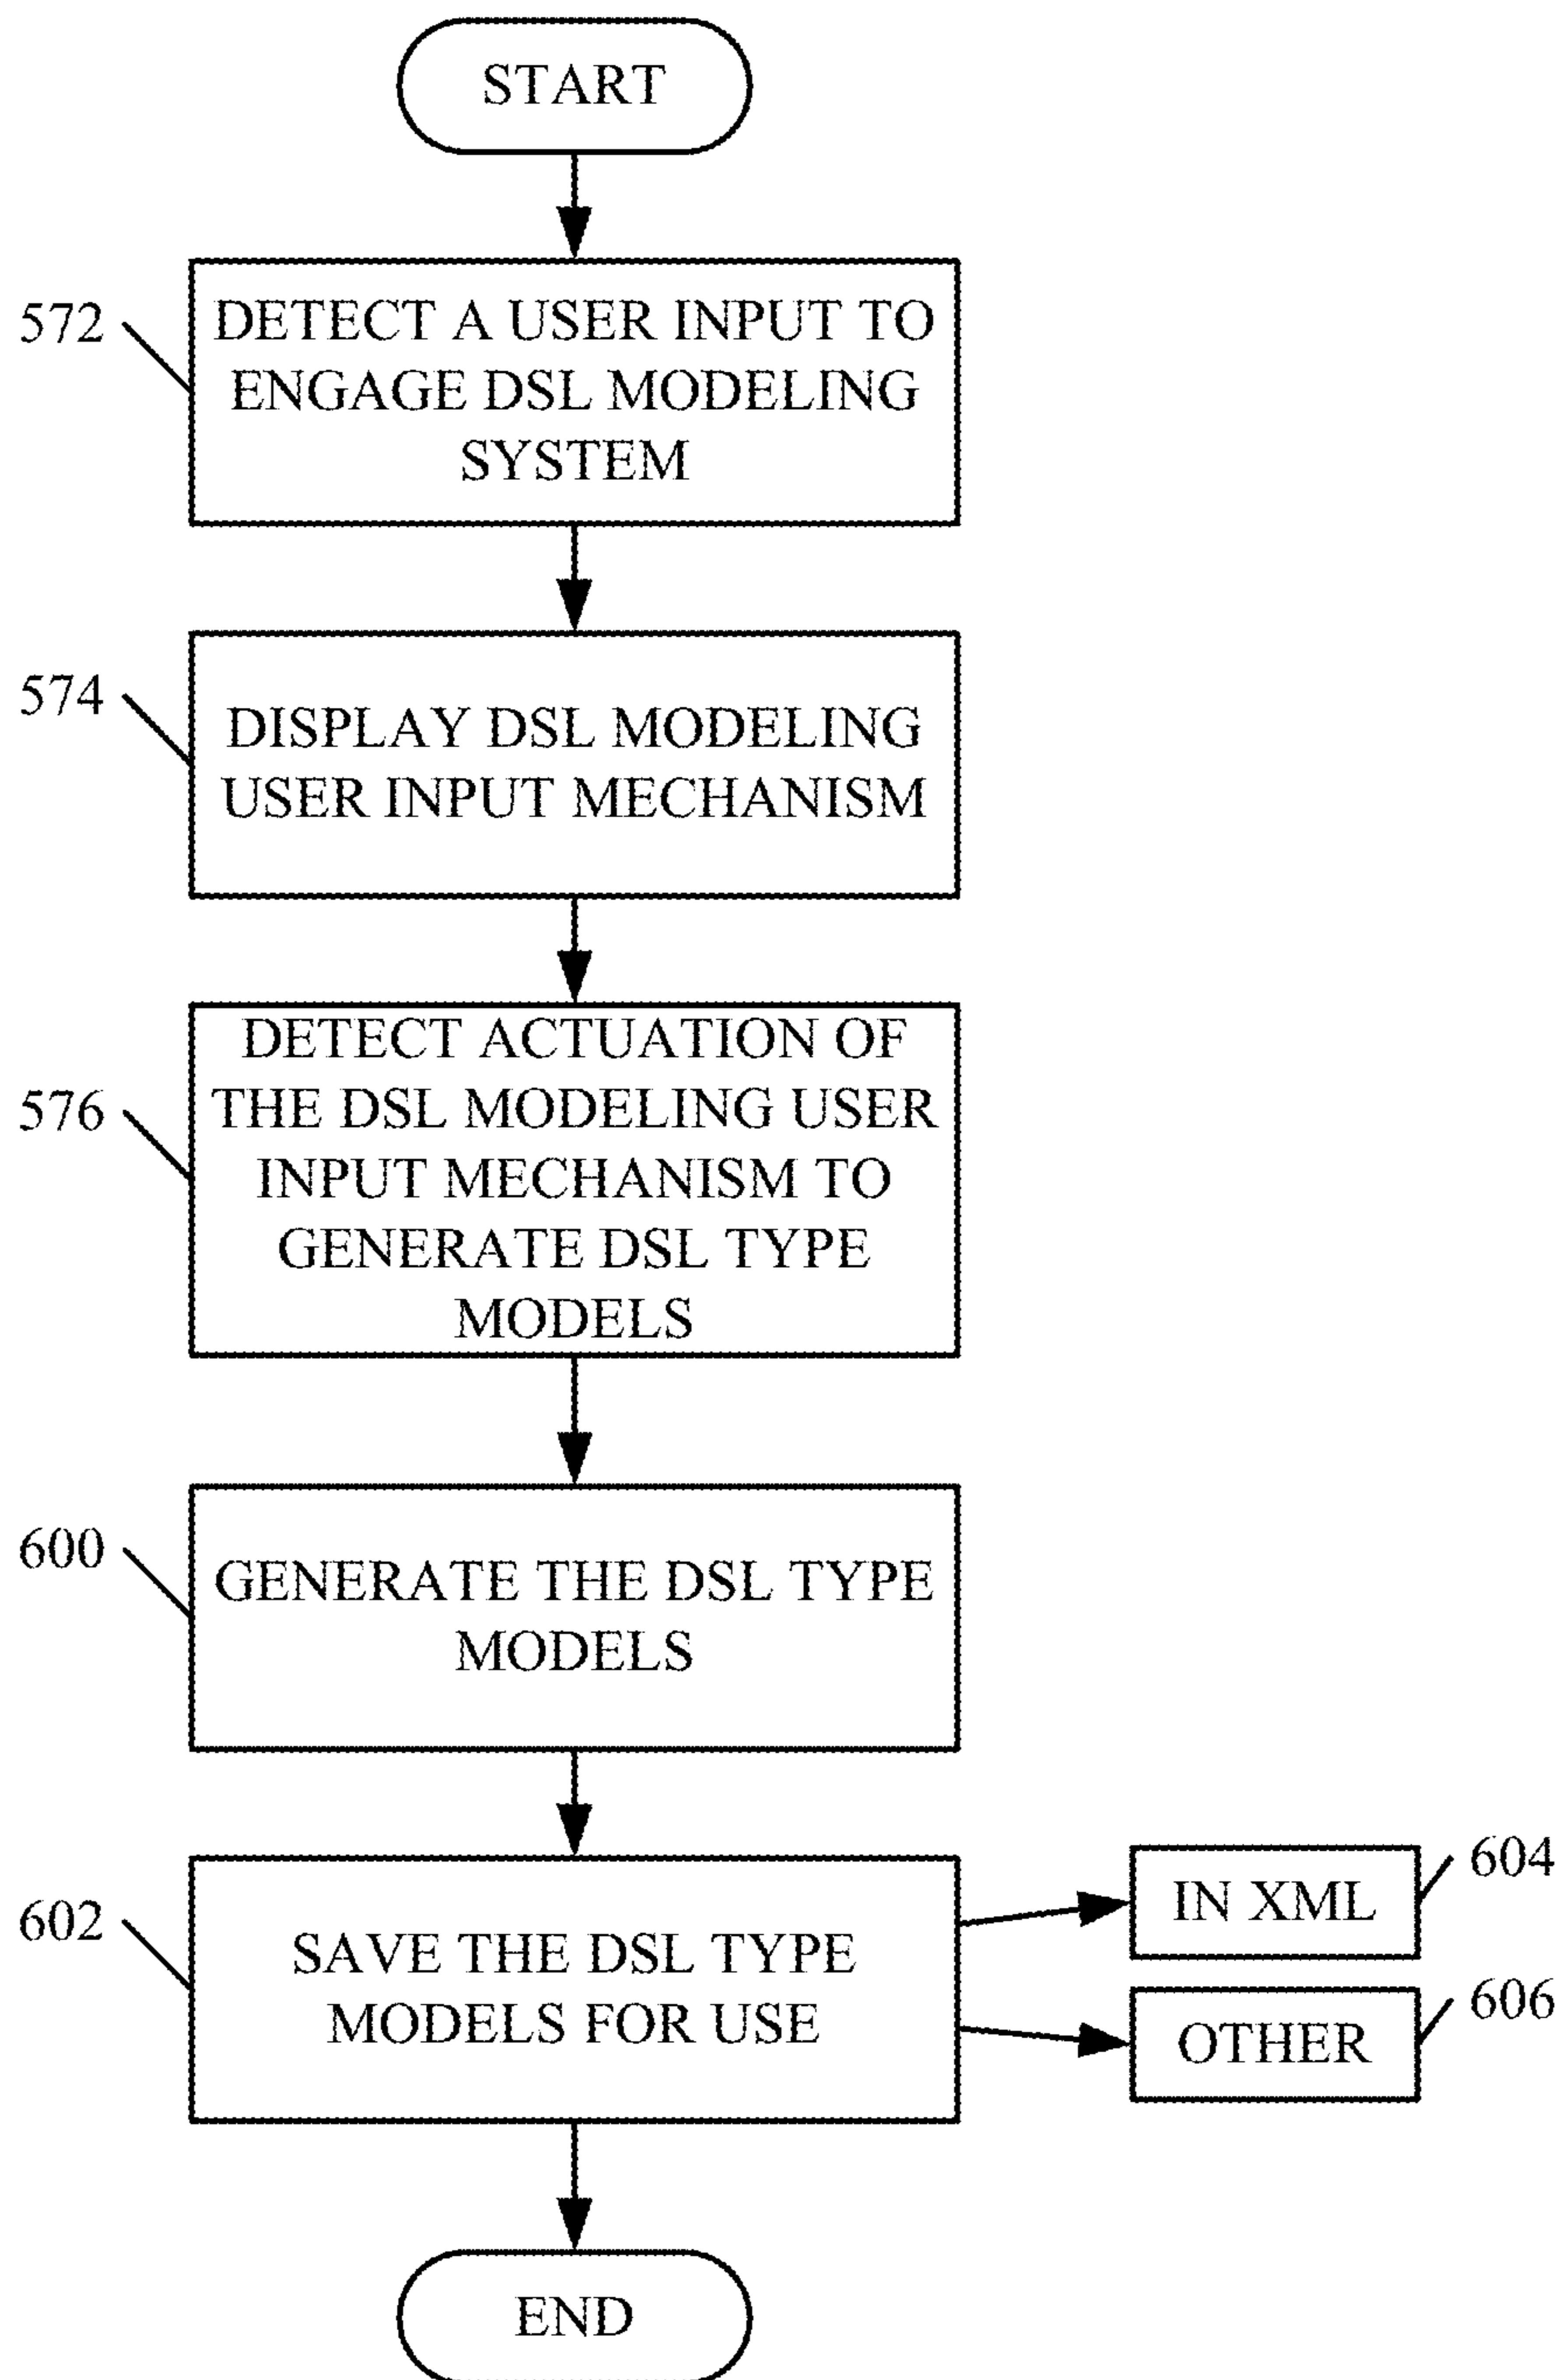 START
572
DETECT A USER INPUT TO
ENGAGE DSL MODELING
SYSTEM
574
DISPLAY DSL MODELING
USER INPUT MECHANISM
576
DETECT ACTUATION OF
THE DSL MODELING USER
INPUT MECHANISM TO
GENERATE DSL TYPE
MODELS
600
GENERATE THE DSL TYPE
MODELS
602
SAVE THE DSL TYPE
MODELS FOR USE
IN XML
604
OTHER
606
END